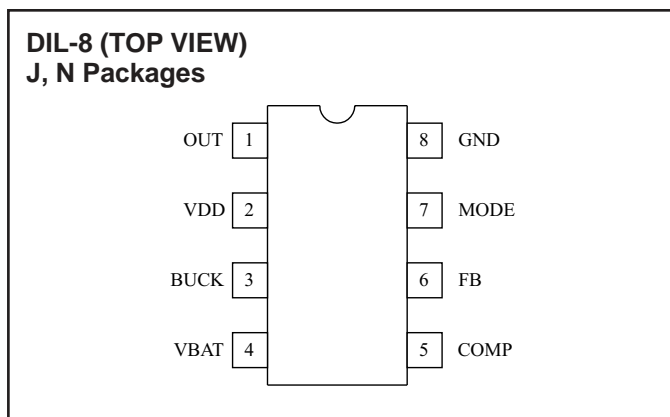 DIL-8 (TOP VIEW)
J, N Packages
OUT 1 8 GND
VDD 2 7 MODE
BUCK 3 6 FB
VBAT 4 5 COMP